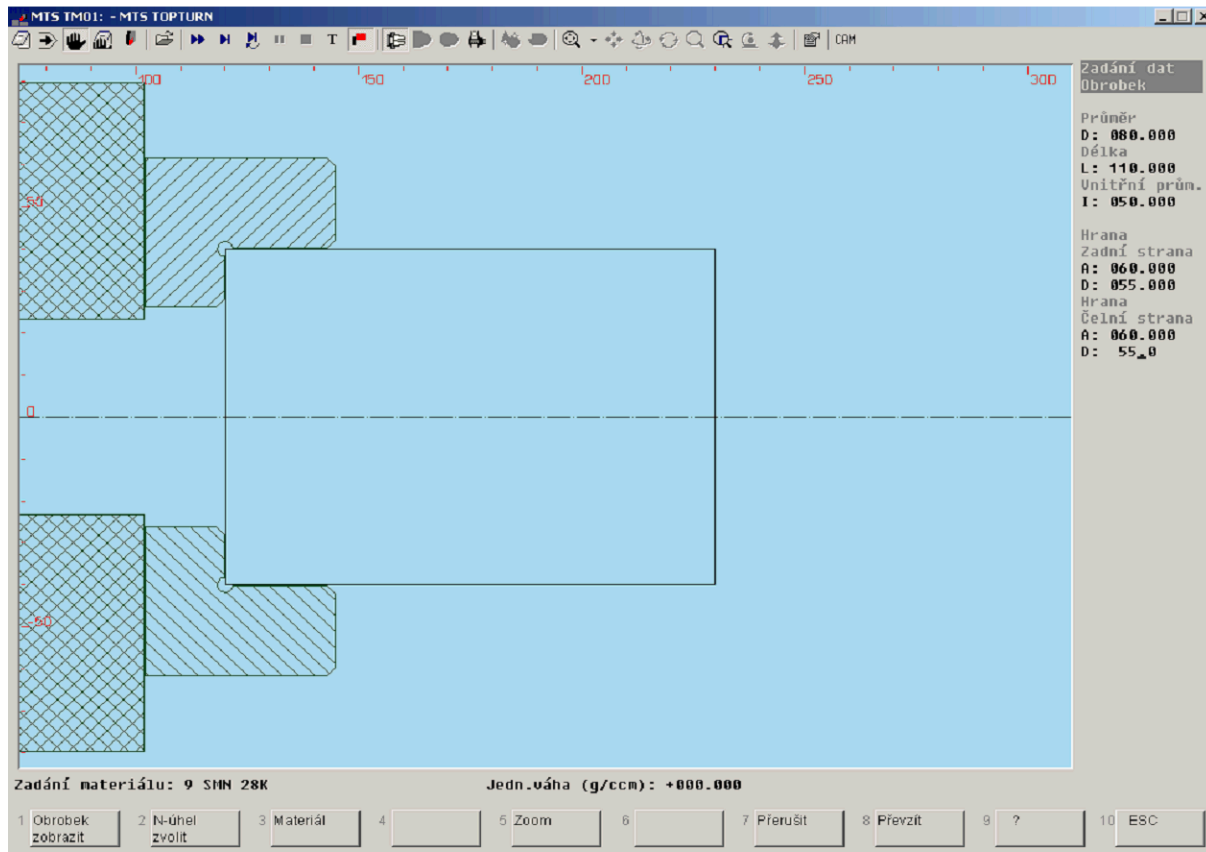 MTS TM01: - MTS TOPTURN
T
CAM
100
150
200
250
300
50
0
-50
Zadání dat
Obrobek
Průměr
D: 080.000
Délka
L: 110.000
Vnitřní prům.
I: 050.000
Hrana
Zadní strana
A: 060.000
D: 055.000
Hrana
Čelní strana
A: 060.000
D: 55.0
Zadání materiálu: 9 SMN 28K
Jedn.váha (g/ccm): +000.000
1 Obrobek
zobrazit
2 N-úhel
zvolit
3 Materiál
4
5 Zoom
6
7 Přerušit
8 Převzít
9 ?
10 ESC